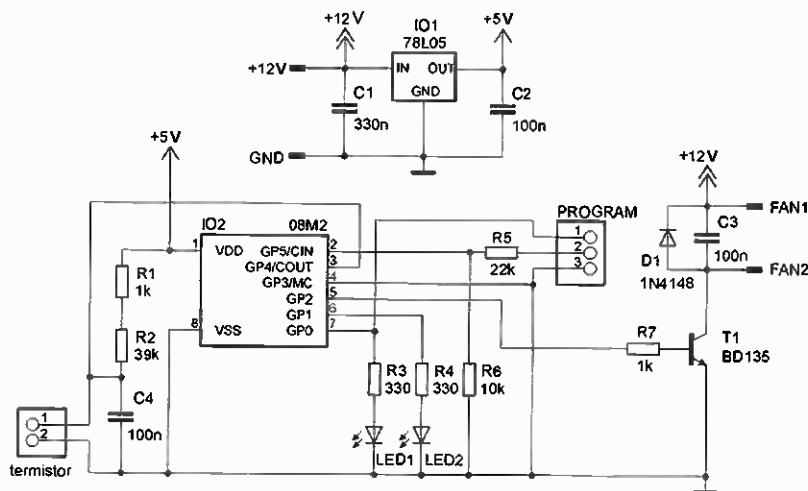 +12V
+5V
IO1
78L05
+12V
IN
OUT
GND
C1
330n
C2
100n
GND
+5V
+12V
IO2
08M2
1
VDD
GP5/CIN
2
GP4/COUT
3
GP3/MC
4
GP2
5
GP1
6
8
VSS
GP0
7
R5
22k
PROGRAM
1
2
3
FAN1
C3
100n
D1
1N4148
FAN2
R1
1k
R2
39k
R7
1k
T1
BD135
R3
330
R4
330
R6
10k
C4
100n
1
2
termistor
LED1
LED2